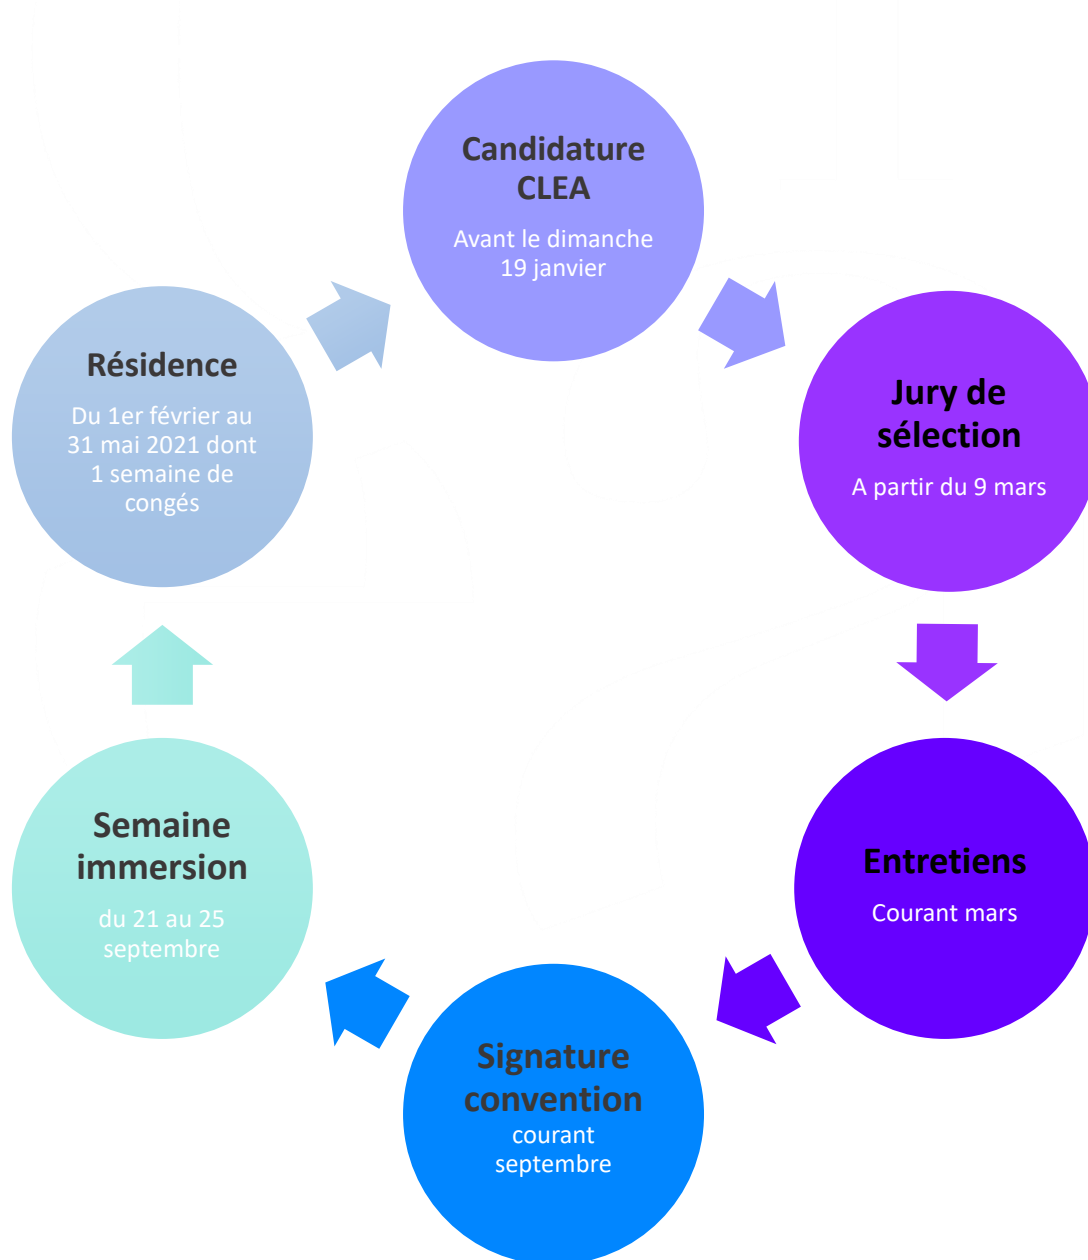 Candidature
CLEA
Avant le dimanche
19 janvier
Jury de
sélection
A partir du 9 mars
Entretiens
Courant mars
Signature
convention
courant
septembre
Semaine
immersion
du 21 au 25
septembre
Résidence
Du 1er février au
31 mai 2021 dont
1 semaine de
congés